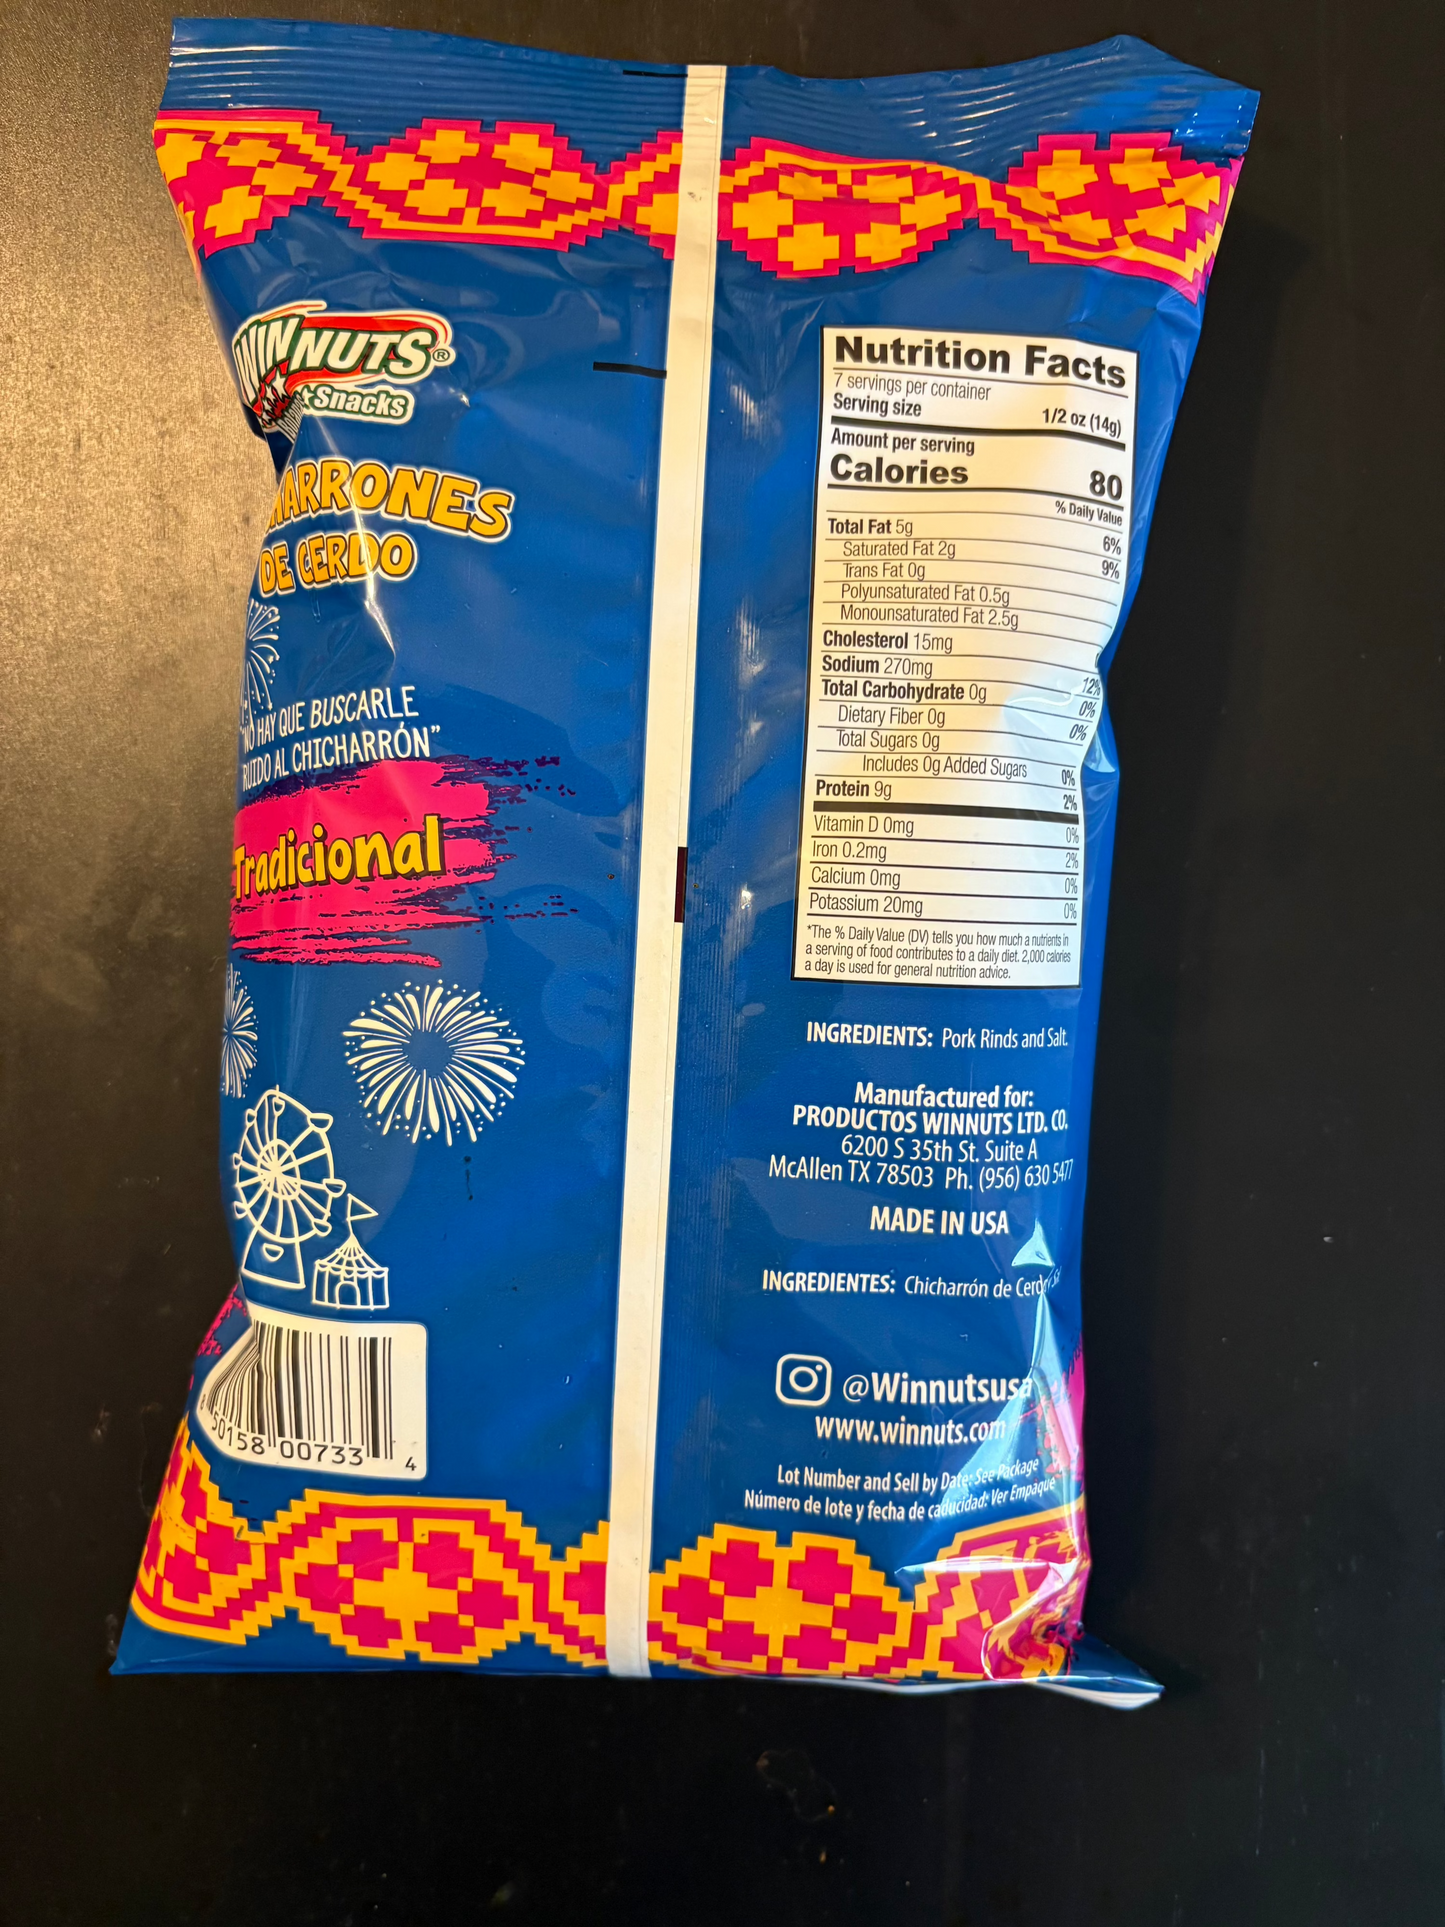 WINNUTS®
Snacks
DE CERDO
"NO HAY QUE BUSCARLE
RUIDO AL CHICHARRÓN"
Tradicional
50158 00733 4
Nutrition Facts
7 servings per container
Serving size 1/2 oz (14g)
Amount per serving
Calories 80
% Daily Value
Total Fat 5g 6%
Saturated Fat 2g 9%
Trans Fat 0g
Polyunsaturated Fat 0.5g
Monounsaturated Fat 2.5g
Cholesterol 15mg
Sodium 270mg 12%
Total Carbohydrate 0g 0%
Dietary Fiber 0g 0%
Total Sugars 0g
Includes 0g Added Sugars 0%
Protein 9g 2%
Vitamin D 0mg 0%
Iron 0.2mg 2%
Calcium 0mg 0%
Potassium 20mg 0%
*The % Daily Value (DV) tells you how much a nutrients in
a serving of food contributes to a daily diet. 2,000 calories
a day is used for general nutrition advice.
INGREDIENTS: Pork Rinds and Salt.
Manufactured for:
PRODUCTOS WINNUTS LTD. CO.
6200 S 35th St. Suite A
McAllen TX 78503 Ph. (956) 630 5477
MADE IN USA
INGREDIENTES: Chicharrón de Cerdo
@Winnutsusa
www.winnuts.com
Lot Number and Sell by Date: See Package
Número de lote y fecha de caducidad: Ver Empaque